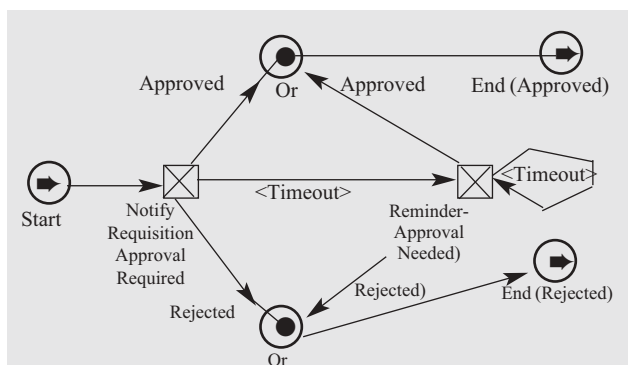 Approved
Or
Approved
End (Approved)
Start
<Timeout>
<Timeout>
Notify
Requisition
Approval
Required
Reminder-
Approval
Needed)
Rejected
Rejected)
End (Rejected)
Or